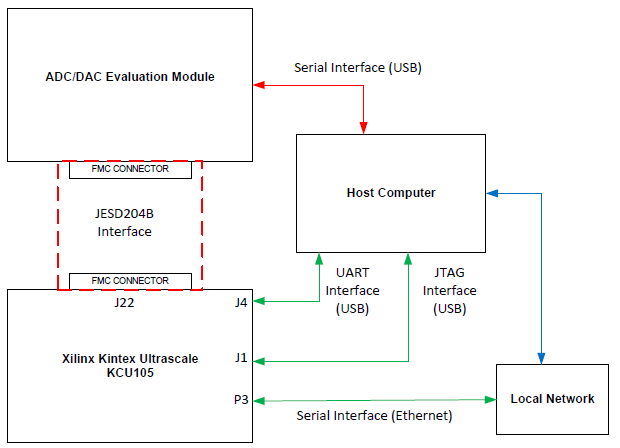 ADC/DAC Evaluation Module
Serial Interface (USB)
FMC CONNECTOR
Host Computer
JESD204B
Interface
FMC CONNECTOR
J22
J4
UART
Interface
(USB)
JTAG
Interface
(USB)
Xilinx Kintex Ultrascale
KCU105
J1
P3
Serial Interface (Ethernet)
Local Network